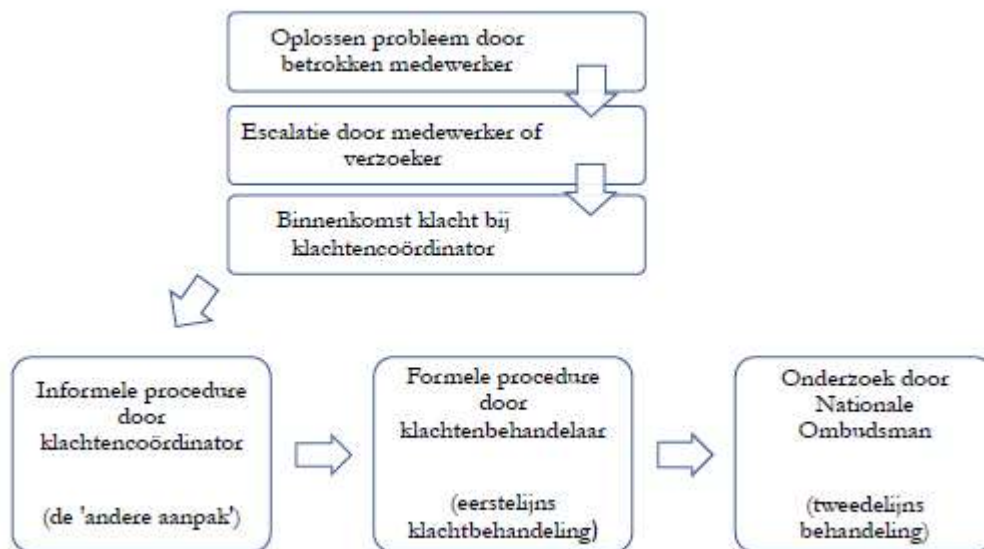 Oplossen probleem door
betrokken medewerker
Escalatie door medewerker of
verzoeker
Binnenkomst klacht bij
klachtencoördinator
Informele procedure
door
klachtencoördinator
(de 'andere aanpak')
Formele procedure
door
klachtenbehandelaar
(eerstelijns
klachtbehandeling)
Onderzoek door
Nationale
Ombudsman
(tweedelijns
behandeling)